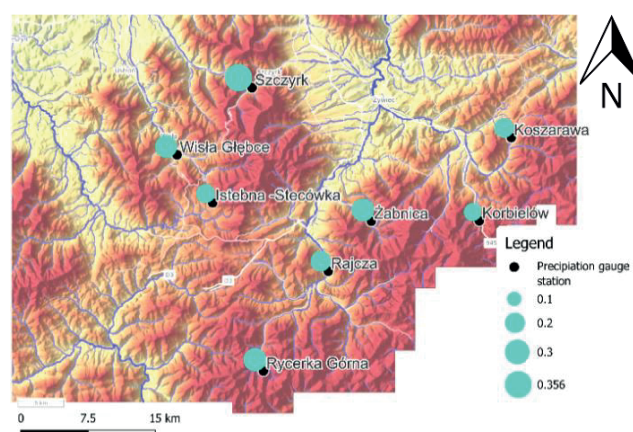 Szczyrk
Żywiec
N
Koszarawa
Wisła Głębce
Istebna -Stecówka
Żabnica
Korbielów
Legend
Precipiation gauge
station
Rajcza
0.1
0.2
0.3
Rycerka Górna
0.356
0 7.5 15 km